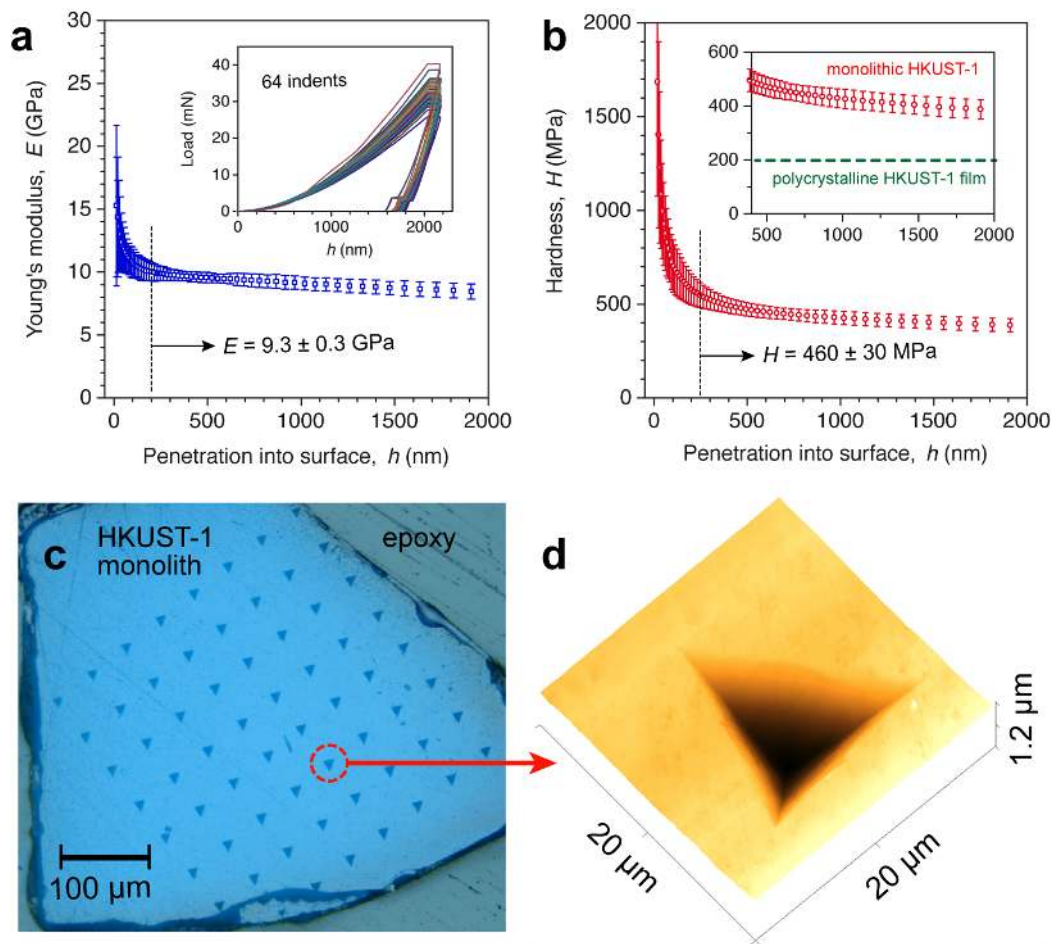 a
30
25
20
15
10
5
0
Young's modulus, E (GPa)
0
500
1000
1500
2000
Penetration into surface, h (nm)
E = 9.3 ± 0.3 GPa
64 indents
50
40
30
20
10
0
Load (mN)
0
1000
2000
h (nm)
b
2000
1500
1000
500
0
Hardness, H (MPa)
0
500
1000
1500
2000
Penetration into surface, h (nm)
H = 460 ± 30 MPa
600
400
200
0
500
1000
1500
2000
monolithic HKUST-1
polycrystalline HKUST-1 film
c
HKUST-1
monolith
epoxy
100 µm
d
1.2 µm
20 µm
20 µm